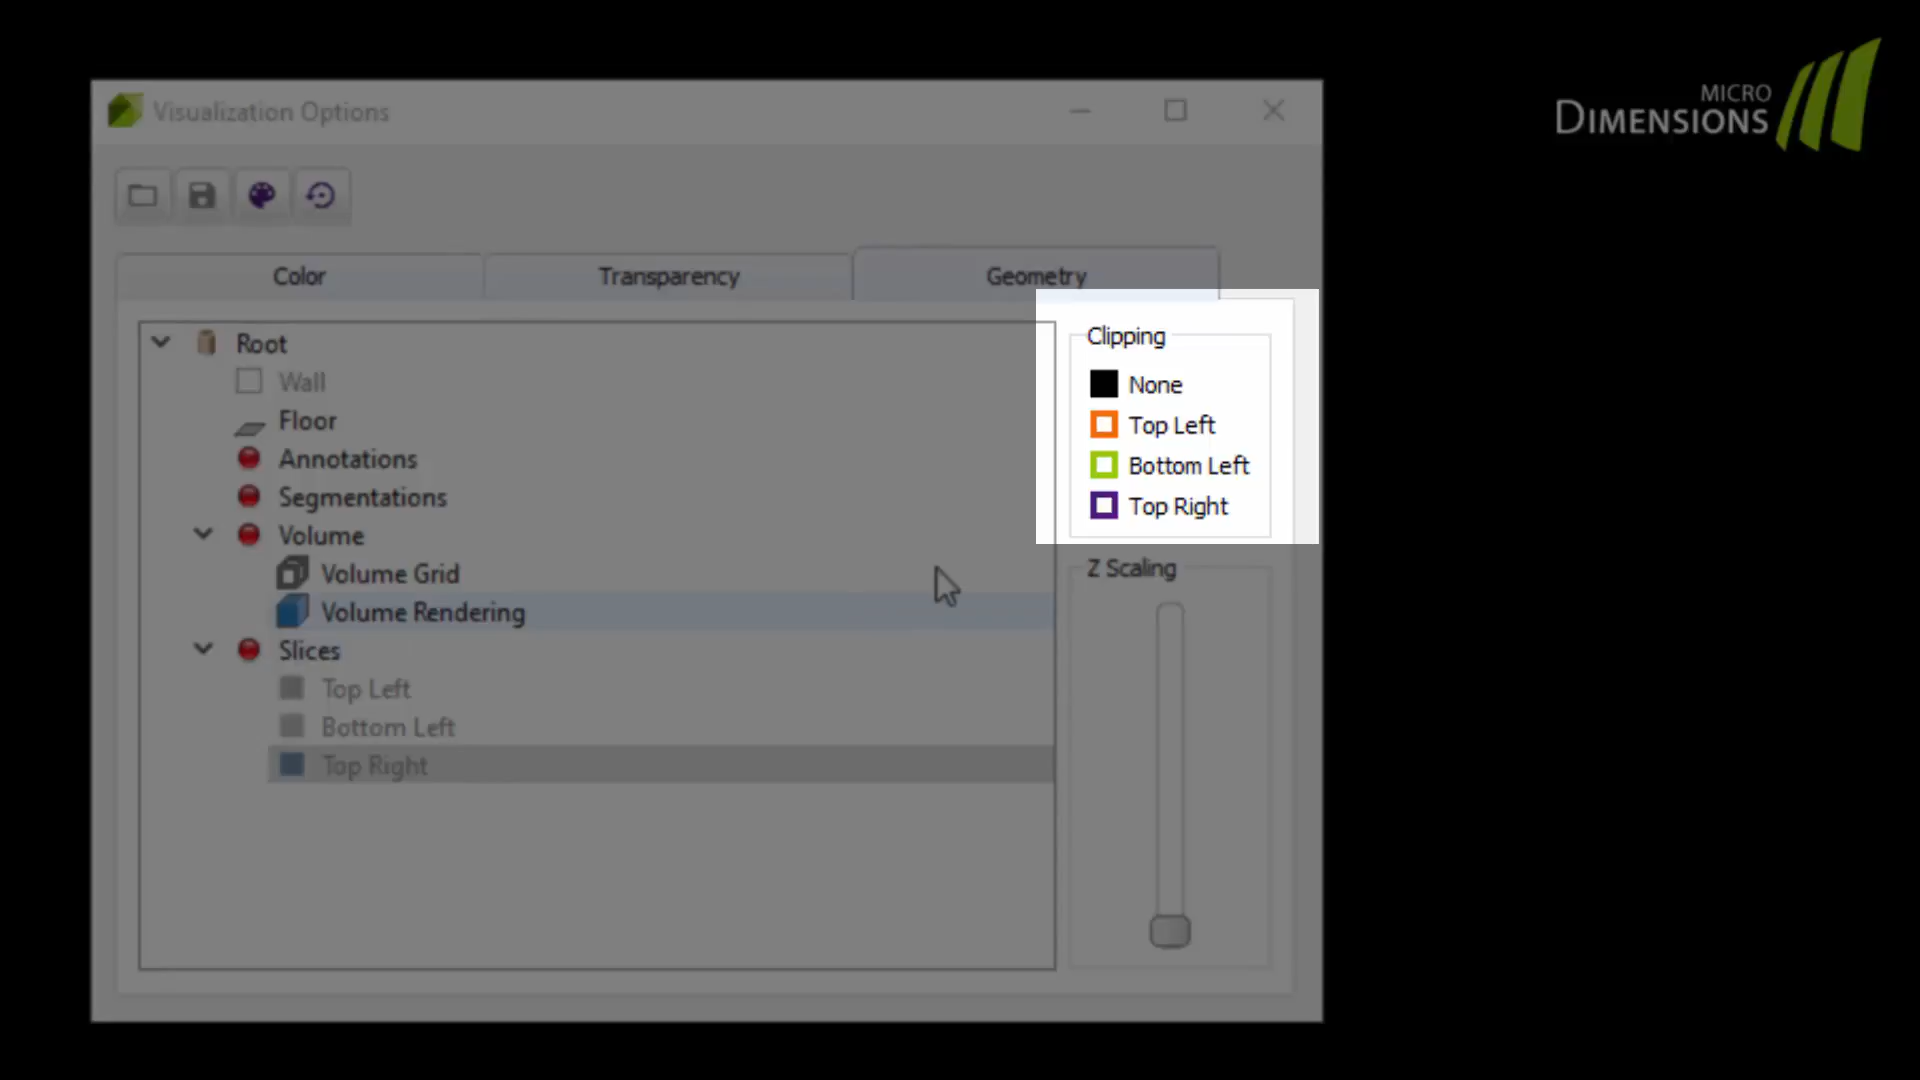 MICRO
DIMENSIONS
Visualization Options
Color
Transparency
Geometry
Root
Wall
Floor
Annotations
Segmentations
Volume
Volume Grid
Volume Rendering
Slices
Top Left
Bottom Left
Top Right
Clipping
None
Top Left
Bottom Left
Top Right
Z Scaling